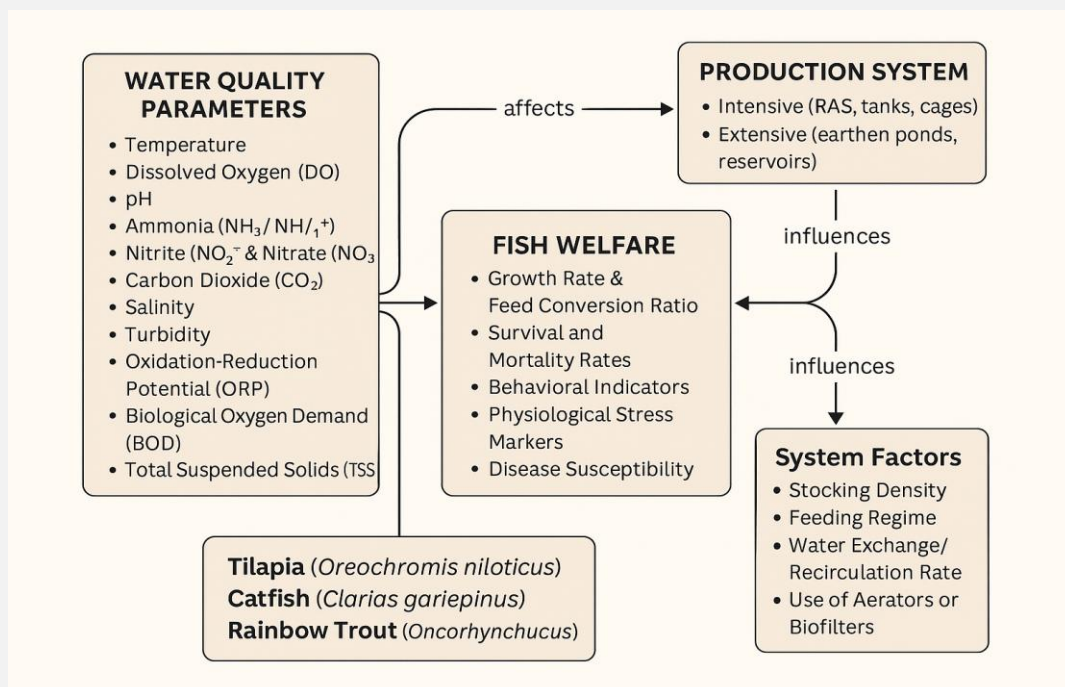 WATER QUALITY
PARAMETERS
• Temperature
• Dissolved Oxygen (DO)
• pH
• Ammonia (NH₃/NH/₁⁺)
• Nitrite (NO₂⁻ & Nitrate (NO₃
• Carbon Dioxide (CO₂)
• Salinity
• Turbidity
• Oxidation-Reduction
Potential (ORP)
• Biological Oxygen Demand
(BOD)
• Total Suspended Solids (TSS
affects
PRODUCTION SYSTEM
• Intensive (RAS, tanks, cages)
• Extensive (earthen ponds,
reservoirs)
influences
FISH WELFARE
• Growth Rate &
Feed Conversion Ratio
• Survival and
Mortality Rates
• Behavioral Indicators
• Physiological Stress
Markers
• Disease Susceptibility
influences
System Factors
• Stocking Density
• Feeding Regime
• Water Exchange/
Recirculation Rate
• Use of Aerators or
Biofilters
Tilapia (Oreochromis niloticus)
Catfish (Clarias gariepinus)
Rainbow Trout (Oncorhynchucus)